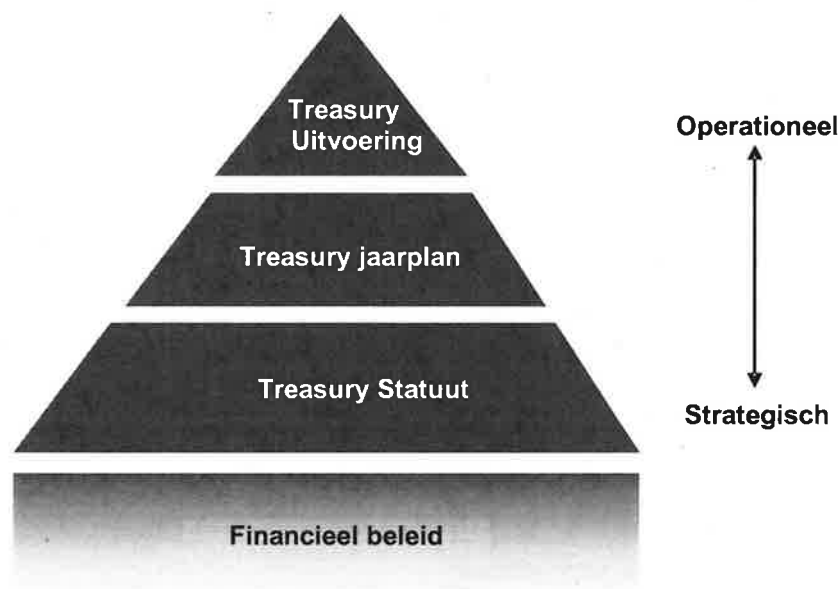 Treasury
Uitvoering
Operationeel
Treasury jaarplan
Treasury Statuut
Strategisch
Financieel beleid